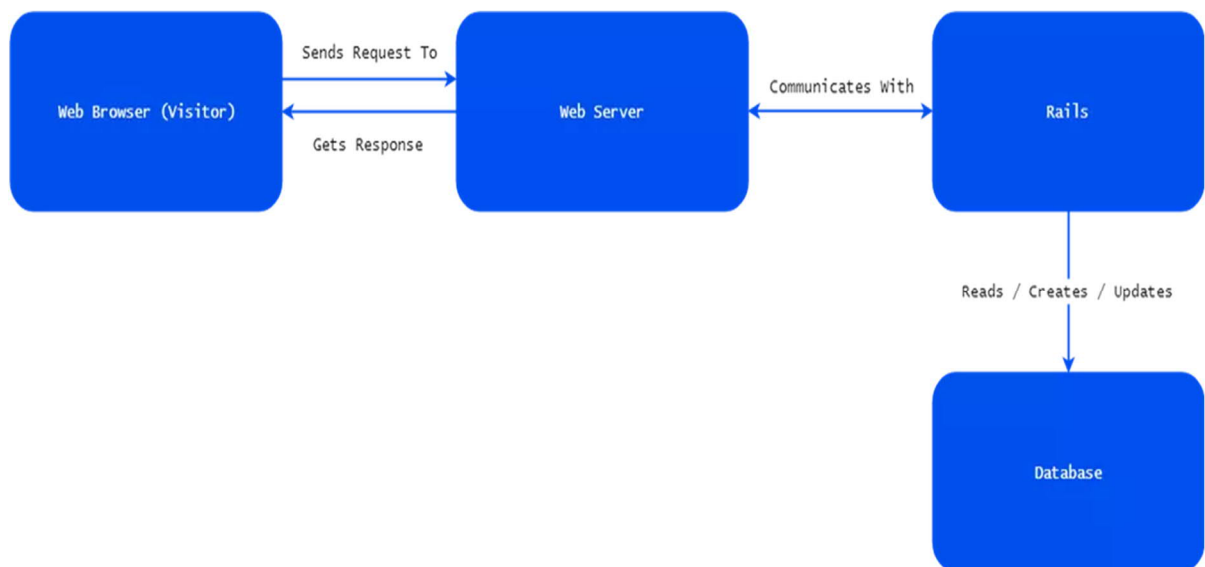 Sends Request To
Web Browser (Visitor)
Gets Response
Web Server
Communicates With
Rails
Reads / Creates / Updates
Database